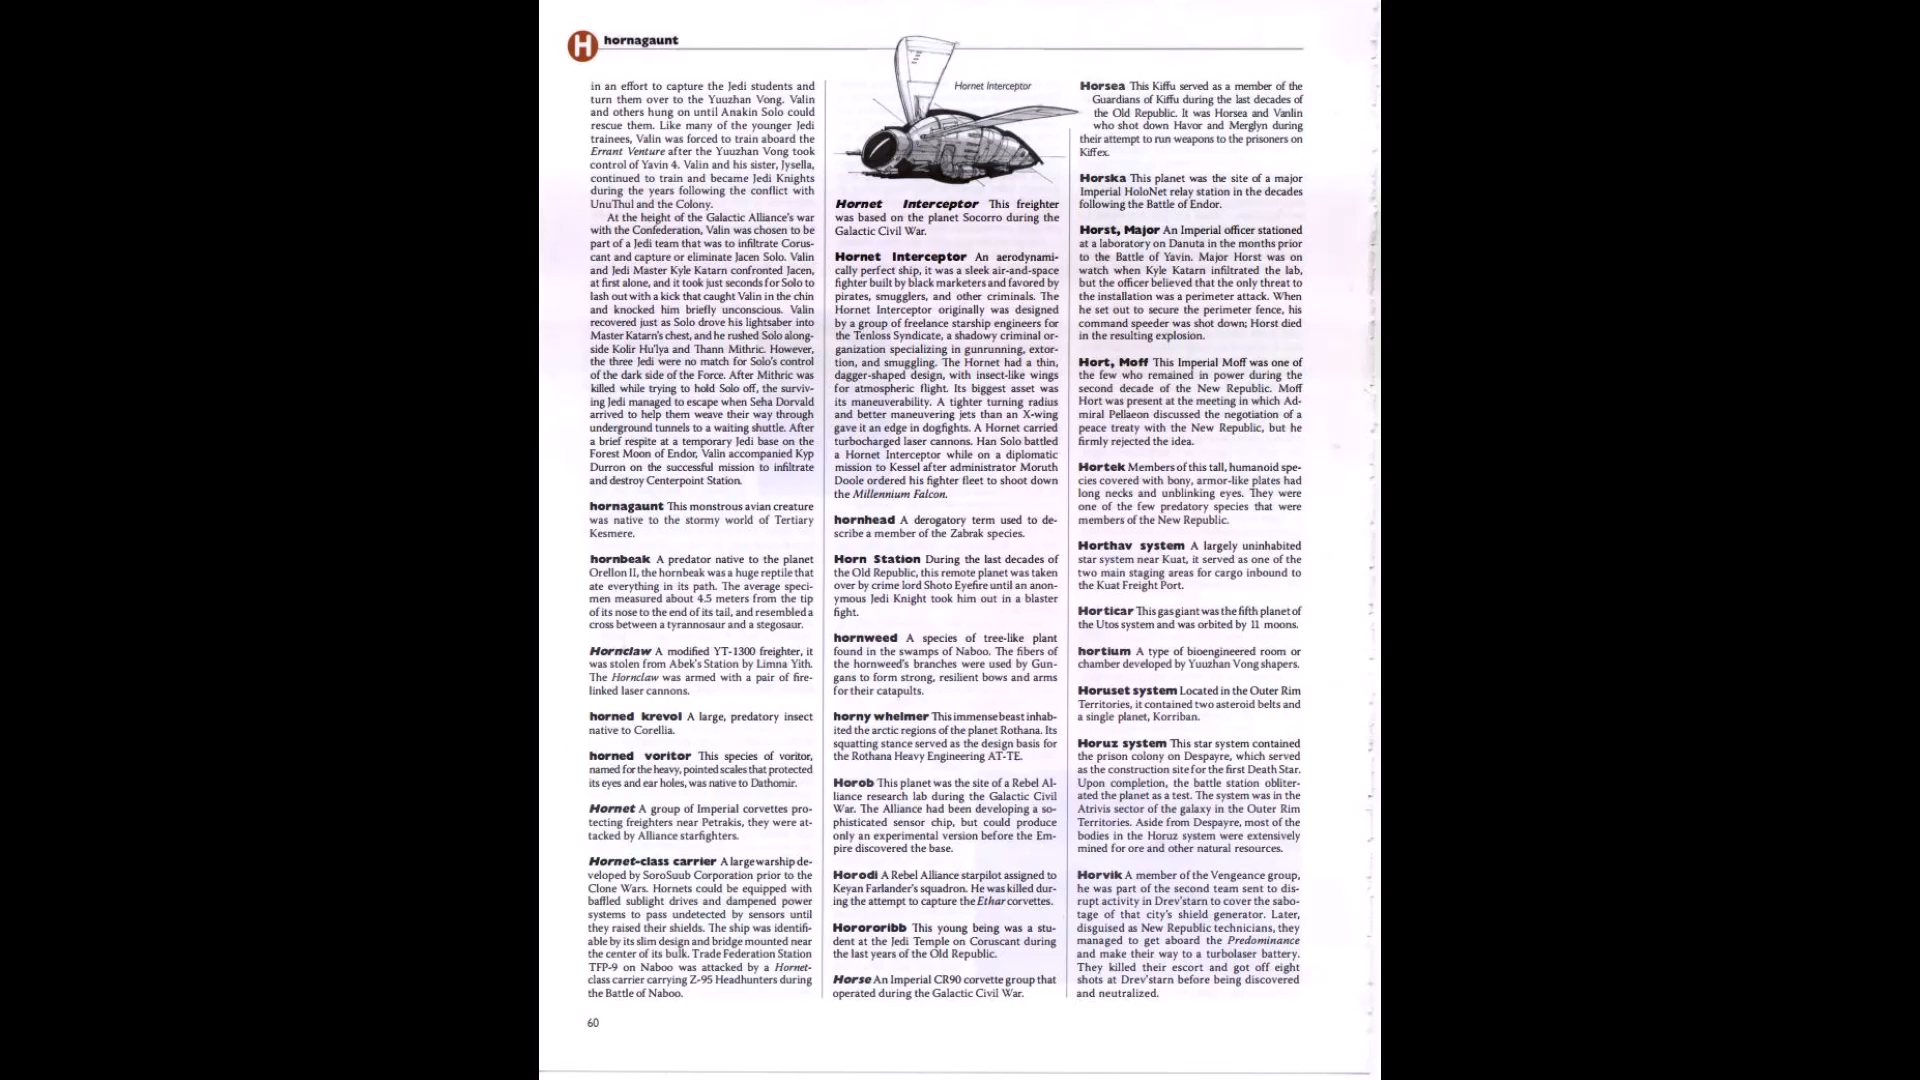 H hornagaunt
in an effort to capture the Jedi students and
turn them over to the Yuuzhan Vong. Valin
and others hung on until Anakin Solo could
rescue them. Like many of the younger Jedi
trainees, Valin was forced to train aboard the
Errant Venture after the Yuuzhan Vong took
control of Yavin 4. Valin and his sister, Jysella,
continued to train and became Jedi Knights
during the years following the conflict with
UnuThul and the Colony.
At the height of the Galactic Alliance's war
with the Confederation, Valin was chosen to be
part of a Jedi team that was to infiltrate Corus-
cant and capture or eliminate Jacen Solo. Valin
and Jedi Master Kyle Katarn confronted Jacen,
at first alone, and it took just seconds for Solo to
lash out with a kick that caught Valin in the chin
and knocked him briefly unconscious. Valin
recovered just as Solo drove his lightsaber into
Master Katarn's chest, and he rushed Solo along-
side Kolir Hu'lya and Thann Mithric. However,
the three Jedi were no match for Solo's control
of the dark side of the Force. After Mithric was
killed while trying to hold Solo off, the surviv-
ing Jedi managed to escape when Seha Dorvald
arrived to help them weave their way through
underground tunnels to a waiting shuttle. After
a brief respite at a temporary Jedi base on the
Forest Moon of Endor, Valin accompanied Kyp
Durron on the successful mission to infiltrate
and destroy Centerpoint Station.
hornagaunt This monstrous avian creature
was native to the stormy world of Tertiary
Kesmere.
hornbeak A predator native to the planet
Orellon II, the hornbeak was a huge reptile that
ate everything in its path. The average speci-
men measured about 4.5 meters from the tip
of its nose to the end of its tail, and resembled a
cross between a tyrannosaur and a stegosaur.
Hornclaw A modified YT-1300 freighter, it
was stolen from Abek's Station by Limna Yith.
The Hornclaw was armed with a pair of fire-
linked laser cannons.
horned krevol A large, predatory insect
native to Corellia.
horned voritor This species of voritor,
named for the heavy, pointed scales that protected
its eyes and ear holes, was native to Dathomir.
Hornet A group of Imperial corvettes pro-
tecting freighters near Petrakis, they were at-
tacked by Alliance starfighters.
Hornet-class carrier A large warship de-
veloped by SoroSuub Corporation prior to the
Clone Wars. Hornets could be equipped with
baffled sublight drives and dampened power
systems to pass undetected by sensors until
they raised their shields. The ship was identifi-
able by its slim design and bridge mounted near
the center of its bulk. Trade Federation Station
TFP-9 on Naboo was attacked by a Hornet-
class carrier carrying Z-95 Headhunters during
the Battle of Naboo.
60
Hornet Interceptor
Hornet Interceptor This freighter
was based on the planet Socorro during the
Galactic Civil War.
Hornet Interceptor An aerodynami-
cally perfect ship, it was a sleek air-and-space
fighter built by black marketers and favored by
pirates, smugglers, and other criminals. The
Hornet Interceptor originally was designed
by a group of freelance starship engineers for
the Tenloss Syndicate, a shadowy criminal or-
ganization specializing in gunrunning, extor-
tion, and smuggling. The Hornet had a thin,
dagger-shaped design, with insect-like wings
for atmospheric flight. Its biggest asset was
its maneuverability. A tighter turning radius
and better maneuvering jets than an X-wing
gave it an edge in dogfights. A Hornet carried
turbocharged laser cannons. Han Solo battled
a Hornet Interceptor while on a diplomatic
mission to Kessel after administrator Moruth
Doole ordered his fighter fleet to shoot down
the Millennium Falcon.
hornhead A derogatory term used to de-
scribe a member of the Zabrak species.
Horn Station During the last decades of
the Old Republic, this remote planet was taken
over by crime lord Shoto Eyefire until an anon-
ymous Jedi Knight took him out in a blaster
fight.
hornweed A species of tree-like plant
found in the swamps of Naboo. The fibers of
the hornweed's branches were used by Gun-
gans to form strong, resilient bows and arms
for their catapults.
horny whelmer This immense beast inhab-
ited the arctic regions of the planet Rothana. Its
squatting stance served as the design basis for
the Rothana Heavy Engineering AT-TE.
Horob This planet was the site of a Rebel Al-
liance research lab during the Galactic Civil
War. The Alliance had been developing a so-
phisticated sensor chip, but could produce
only an experimental version before the Em-
pire discovered the base.
Horodi A Rebel Alliance starpilot assigned to
Keyan Farlander's squadron. He was killed dur-
ing the attempt to capture the Ethar corvettes.
Horororibb This young being was a stu-
dent at the Jedi Temple on Coruscant during
the last years of the Old Republic.
Horse An Imperial CR90 corvette group that
operated during the Galactic Civil War.
Horsea This Kiffu served as a member of the
Guardians of Kiffu during the last decades of
the Old Republic. It was Horsea and Vanlin
who shot down Havor and Merglyn during
their attempt to run weapons to the prisoners on
Kiffex.
Horska This planet was the site of a major
Imperial HoloNet relay station in the decades
following the Battle of Endor.
Horst, Major An Imperial officer stationed
at a laboratory on Danuta in the months prior
to the Battle of Yavin. Major Horst was on
watch when Kyle Katarn infiltrated the lab,
but the officer believed that the only threat to
the installation was a perimeter attack. When
he set out to secure the perimeter fence, his
command speeder was shot down; Horst died
in the resulting explosion.
Hort, Moff This Imperial Moff was one of
the few who remained in power during the
second decade of the New Republic. Moff
Hort was present at the meeting in which Ad-
miral Pellaeon discussed the negotiation of a
peace treaty with the New Republic, but he
firmly rejected the idea.
Hortek Members of this tall, humanoid spe-
cies covered with bony, armor-like plates had
long necks and unblinking eyes. They were
one of the few predatory species that were
members of the New Republic.
Horthav system A largely uninhabited
star system near Kuat, it served as one of the
two main staging areas for cargo inbound to
the Kuat Freight Port.
Horticar This gas giant was the fifth planet of
the Utos system and was orbited by 11 moons.
hortium A type of bioengineered room or
chamber developed by Yuuzhan Vong shapers.
Horuset system Located in the Outer Rim
Territories, it contained two asteroid belts and
a single planet, Korriban.
Horuz system This star system contained
the prison colony on Despayre, which served
as the construction site for the first Death Star.
Upon completion, the battle station obliter-
ated the planet as a test. The system was in the
Atrivis sector of the galaxy in the Outer Rim
Territories. Aside from Despayre, most of the
bodies in the Horuz system were extensively
mined for ore and other natural resources.
Horvik A member of the Vengeance group,
he was part of the second team sent to dis-
rupt activity in Drev'starn to cover the sabo-
tage of that city's shield generator. Later,
disguised as New Republic technicians, they
managed to get aboard the Predominance
and make their way to a turbolaser battery.
They killed their escort and got off eight
shots at Drev'starn before being discovered
and neutralized.